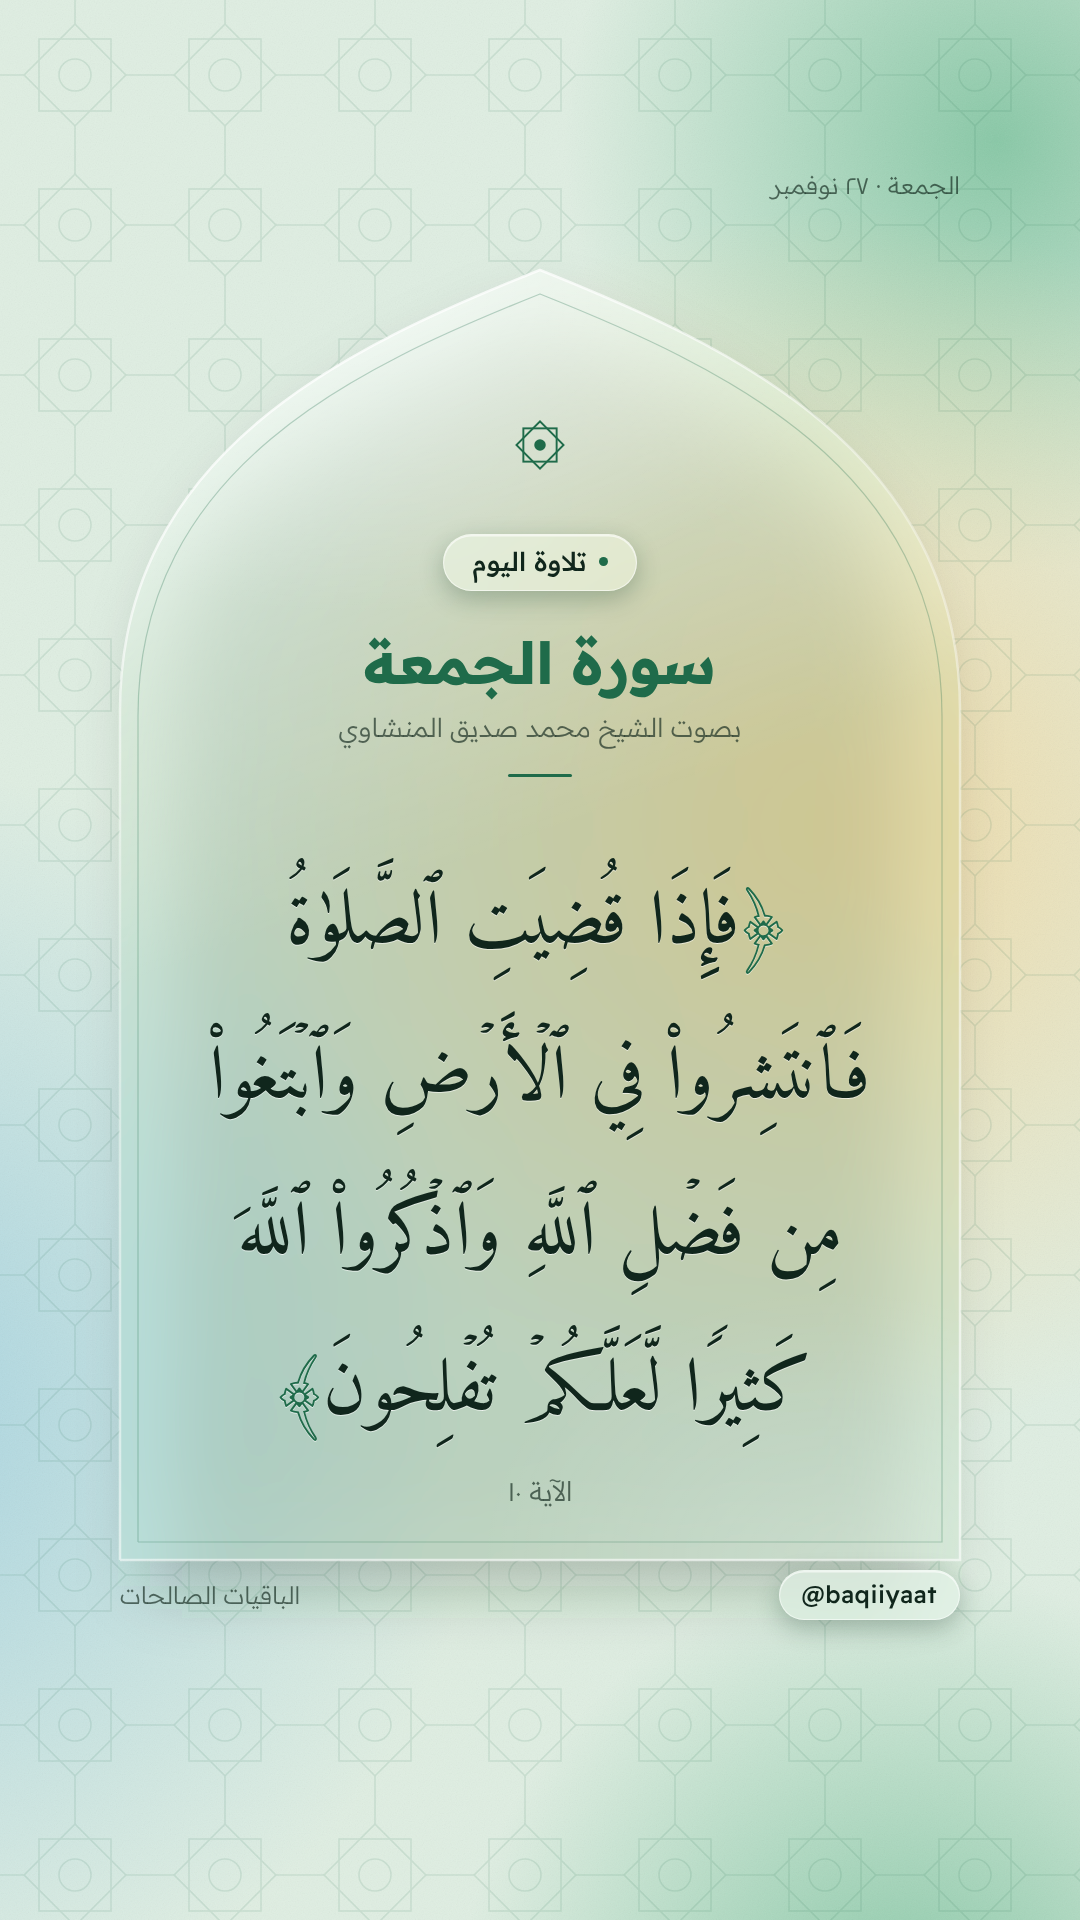 الجمعة · ٢٧ نوفمبر
تلاوة اليوم
سورة الجمعة
بصوت الشيخ محمد صديق المنشاوي
﴿فَإِذَا قُضِيَتِ ٱلصَّلَوٰةُ
فَٱنتَشِرُوا۟ فِي ٱلۡأَرۡضِ وَٱبۡتَغُوا۟
مِن فَضۡلِ ٱللَّهِ وَٱذۡكُرُوا۟ ٱللَّهَ
كَثِيرًا لَّعَلَّكُمۡ تُفۡلِحُونَ﴾
الآية ١٠
@baqiiyaat
الباقيات الصالحات